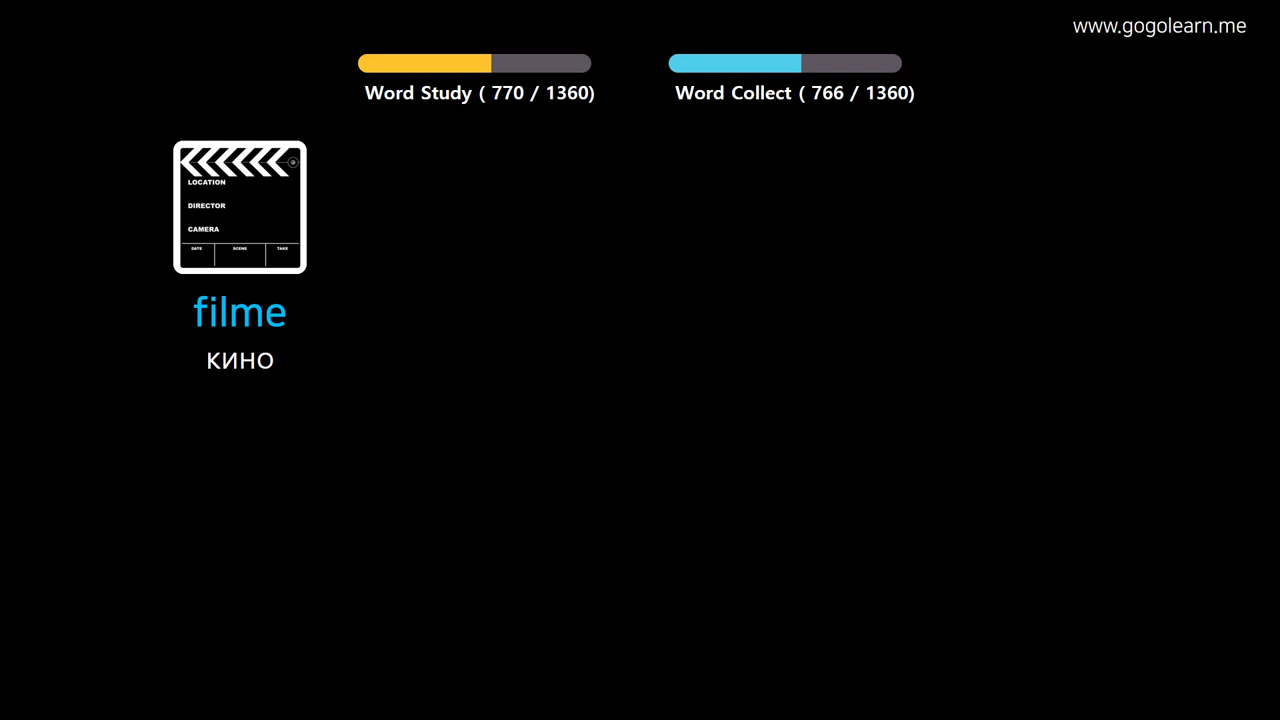 www.gogolearn.me
Word Study ( 770 / 1360)
Word Collect ( 766 / 1360)
LOCATION
DIRECTOR
CAMERA
DATE SCENE TAKE
filme
кино